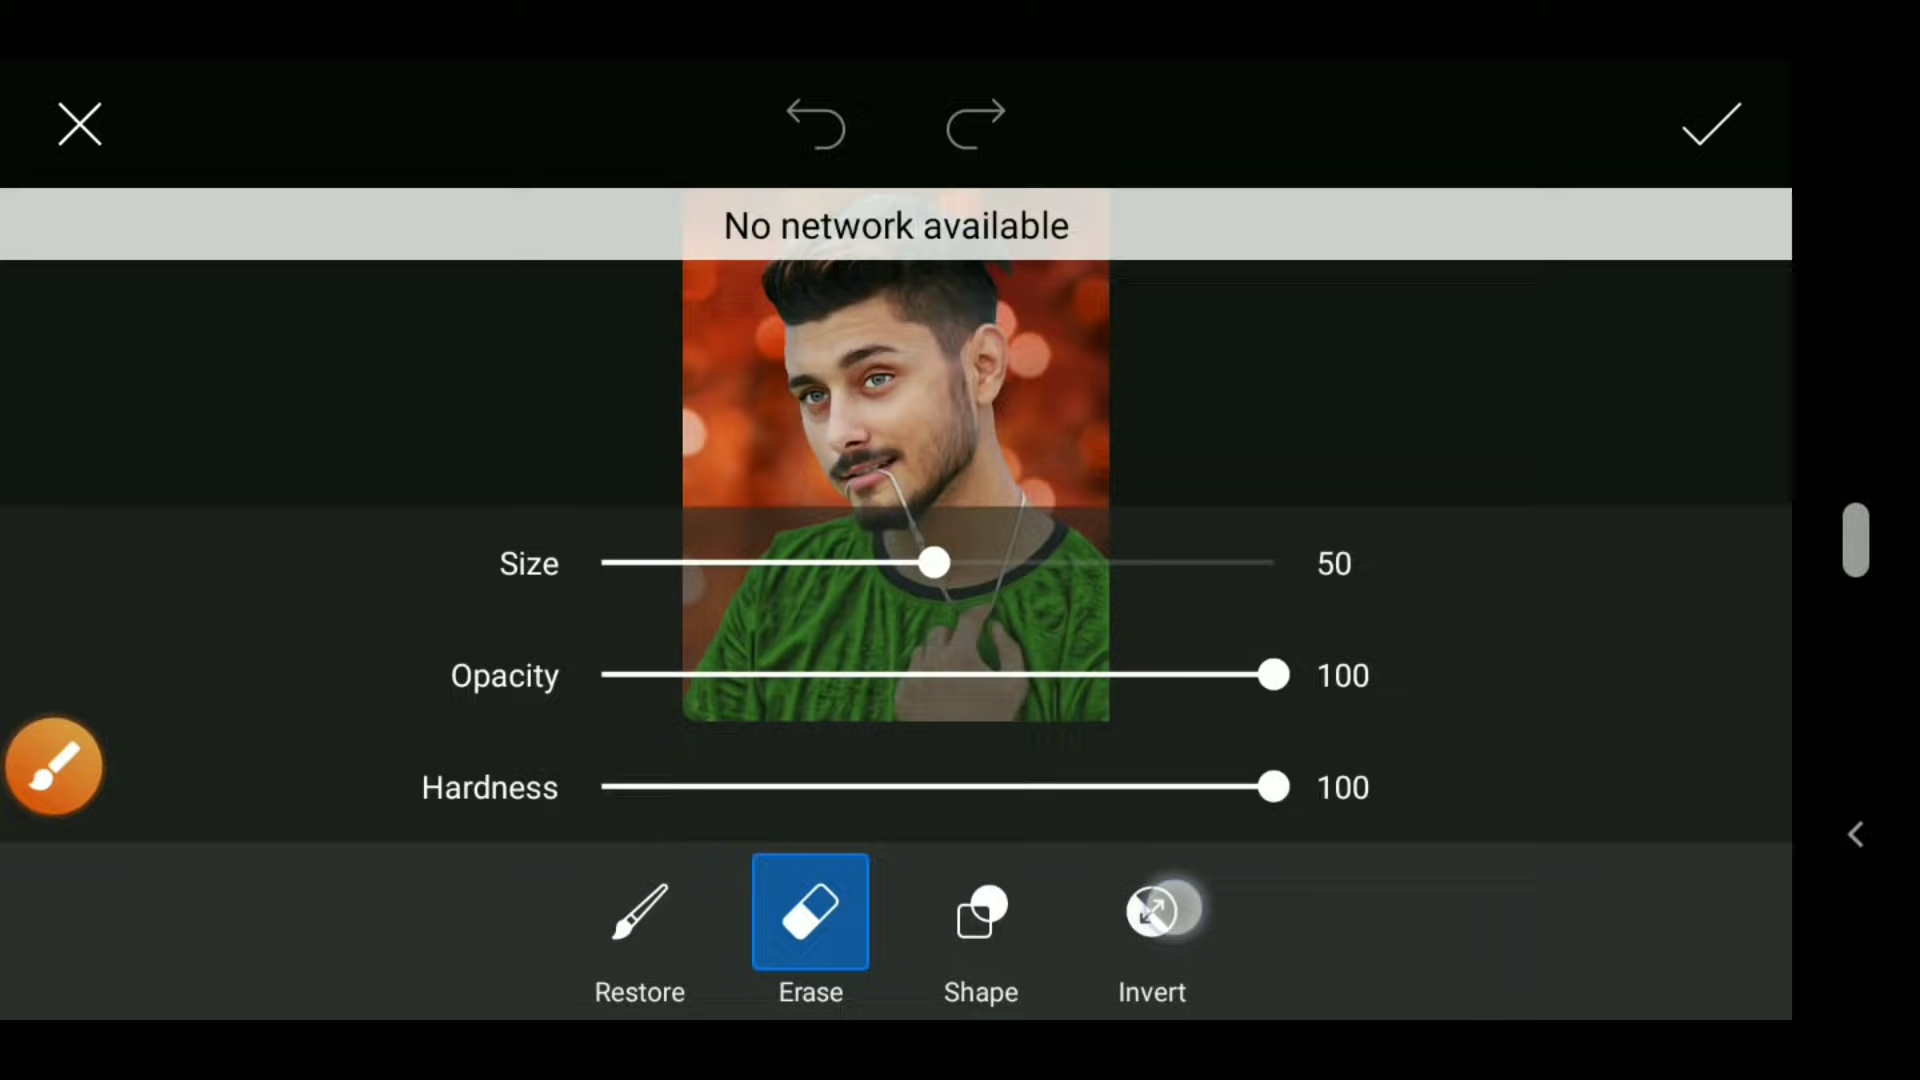 No network available
Size 50
Opacity 100
Hardness 100
Restore Erase Shape Invert